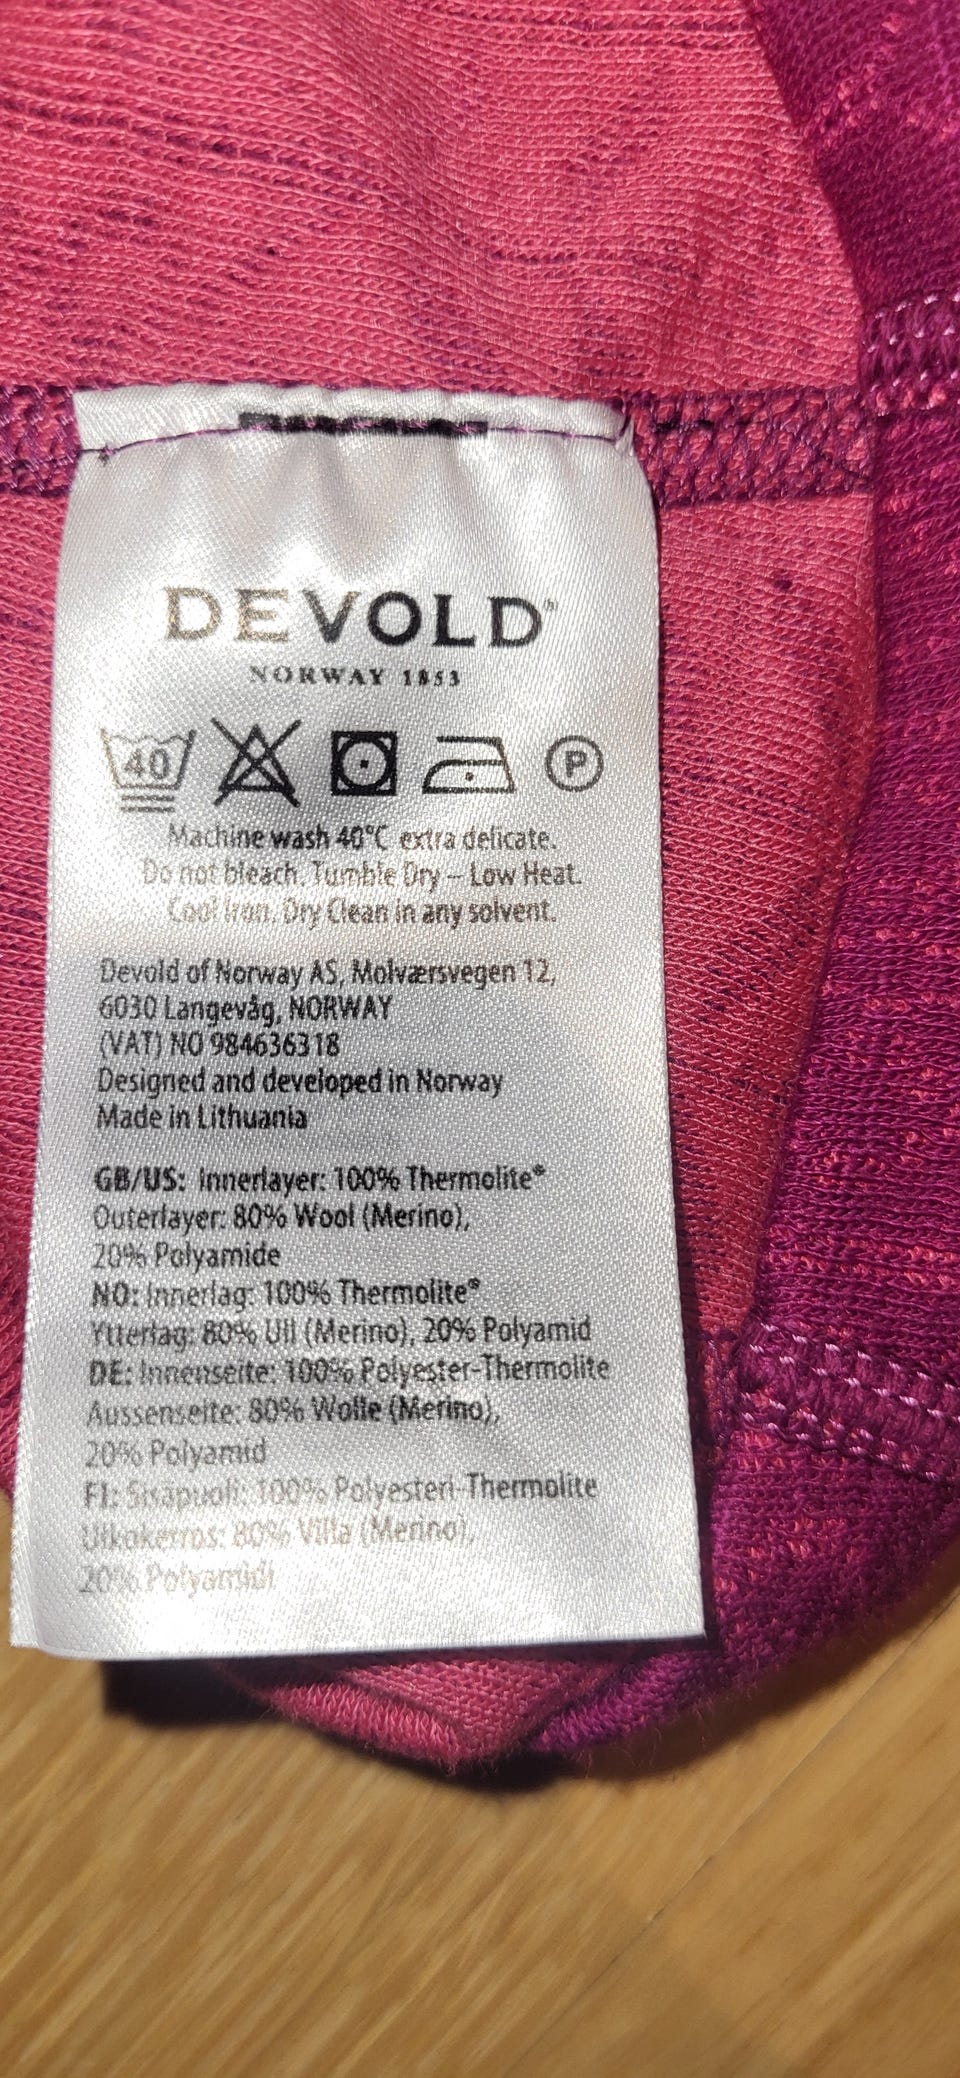 DEVOLD®
NORWAY 1853
40 P
Machine wash 40°C extra delicate.
Do not bleach. Tumble Dry – Low Heat.
Cool Iron. Dry Clean in any solvent.
Devold of Norway AS, Molværsvegen 12,
6030 Langevåg, NORWAY
(VAT) NO 984636318
Designed and developed in Norway
Made in Lithuania
GB/US: Innerlayer: 100% Thermolite®
Outerlayer: 80% Wool (Merino),
20% Polyamide
NO: Innerlag: 100% Thermolite®
Ytterlag: 80% Ull (Merino), 20% Polyamid
DE: Innenseite: 100% Polyester-Thermolite
Aussenseite: 80% Wolle (Merino),
20% Polyamid
FI: Sisäpuoli: 100% Polyesteri-Thermolite
Ulkokerros: 80% Villa (Merino),
20% Polyamidi